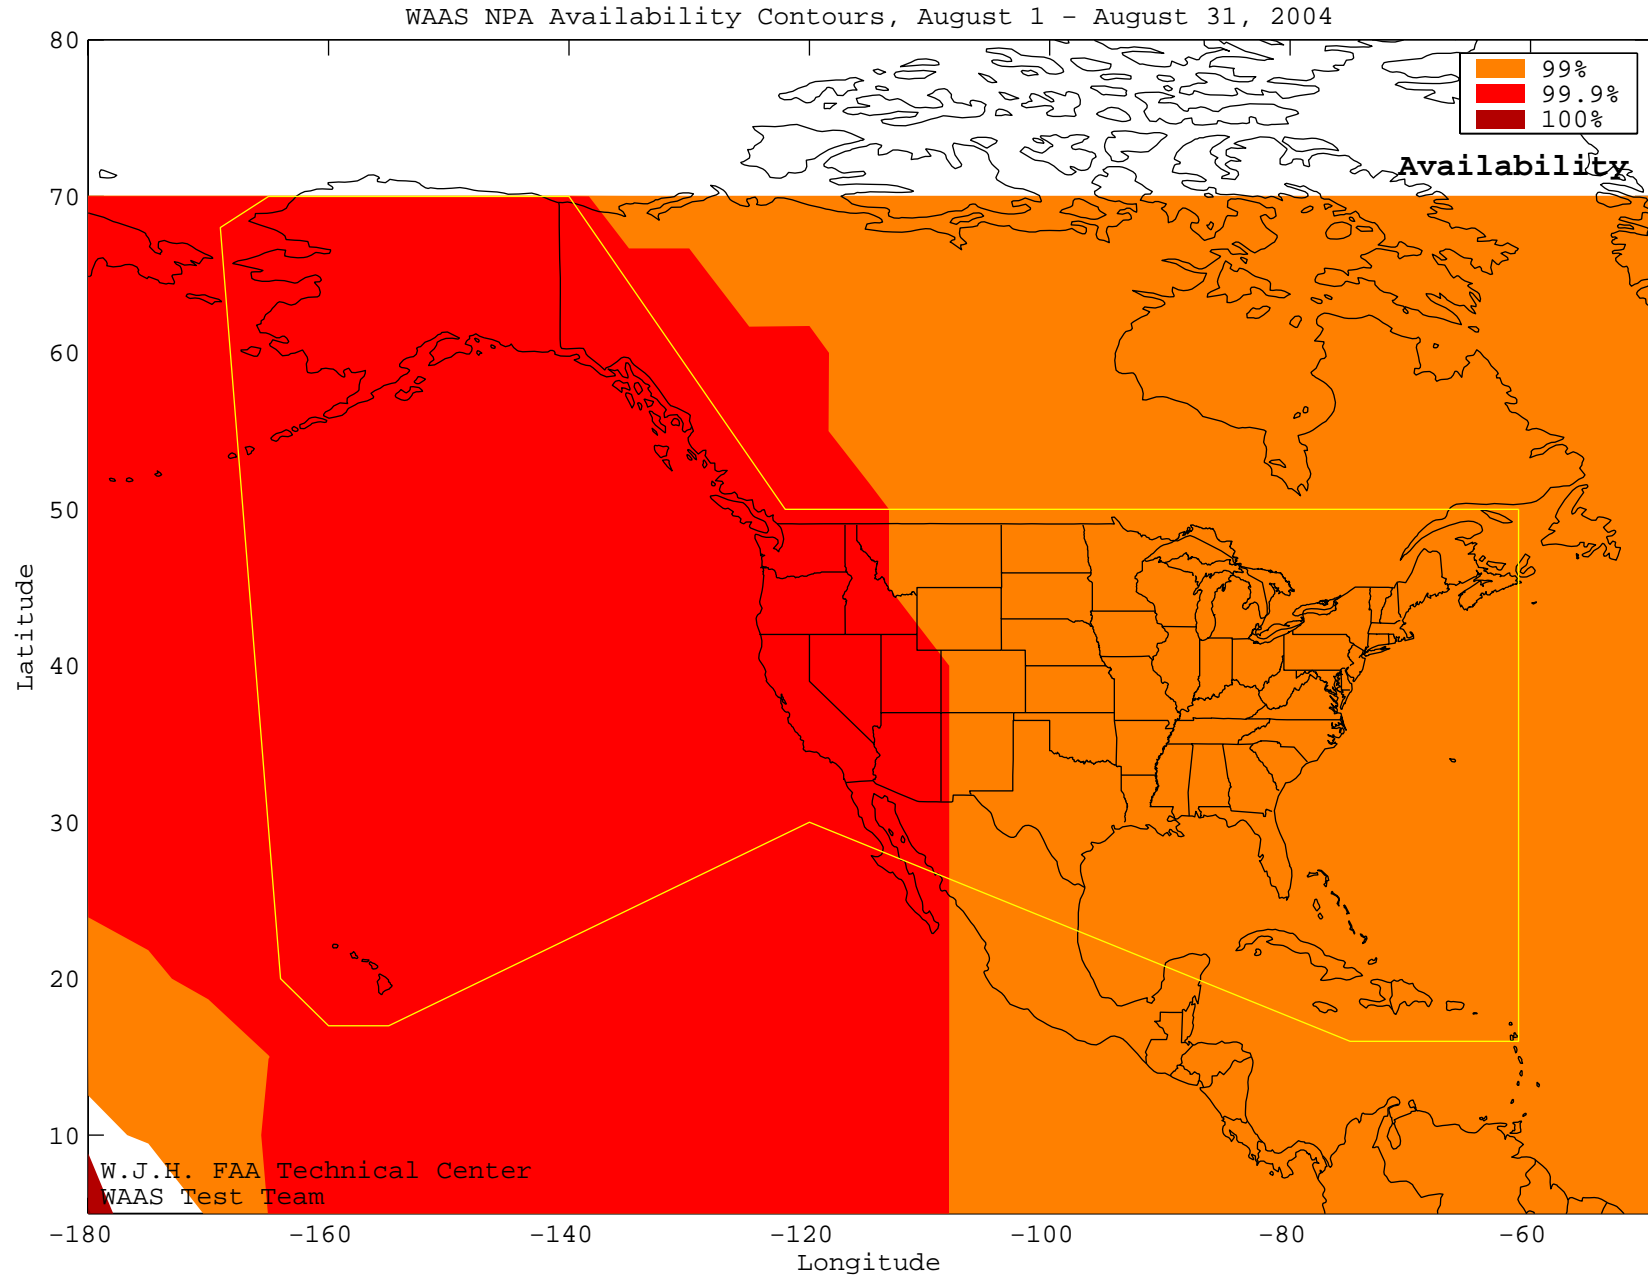 WAAS NPA Availability Contours, August 1 - August 31, 2004
80
99%
99.9%
100%
Availability
70
60
50
Latitude
40
30
20
10
W.J.H. FAA Technical Center
WAAS Test Team
-180 -160 -140 -120 -100 -80 -60
Longitude